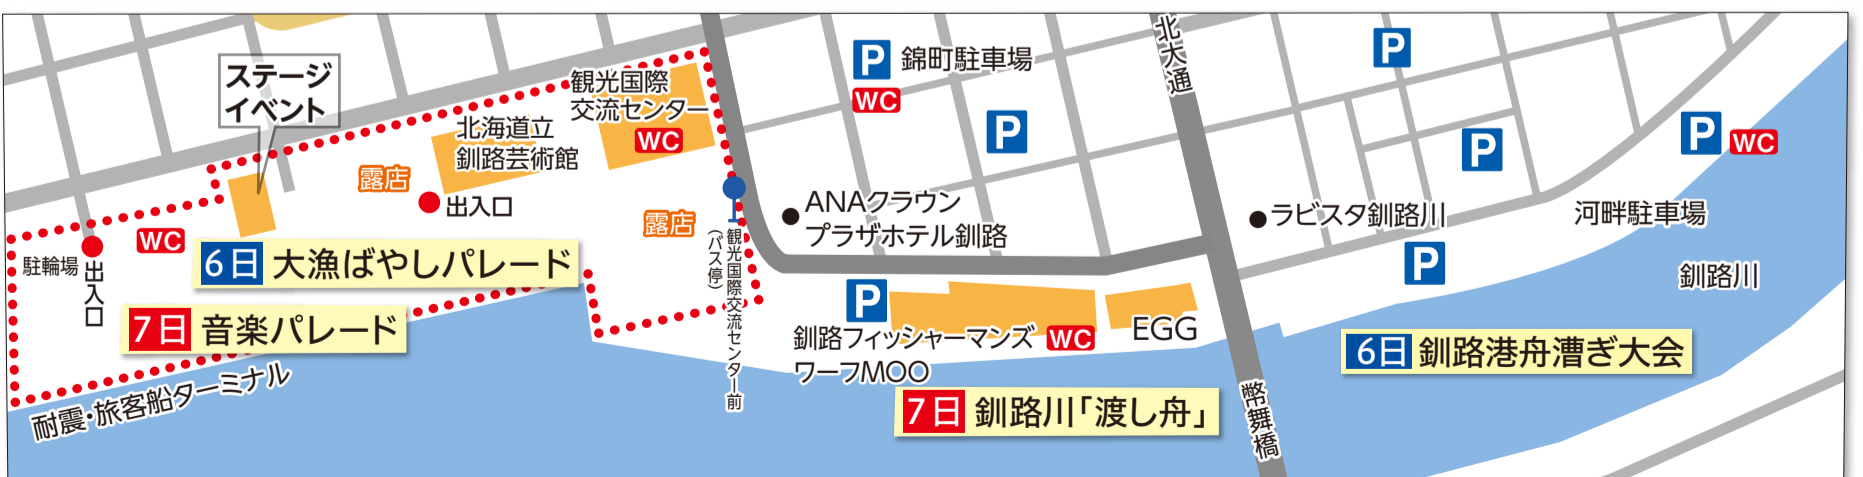 ステージ
イベント
観光国際
交流センター
WC
北海道立
釧路芸術館
露店
出入口
露店
WC
駐輪場
出入口
6日 大漁ばやしパレード
7日 音楽パレード
耐震・旅客船ターミナル
観光国際交流センター前
(バス停)
P 錦町駐車場
WC
P
ANAクラウン
プラザホテル釧路
P
釧路フィッシャーマンズ
ワーフMOO
WC
EGG
7日 釧路川「渡し舟」
北大通
幣舞橋
P
P
P WC
ラビスタ釧路川
河畔駐車場
P
釧路川
6日 釧路港舟漕ぎ大会